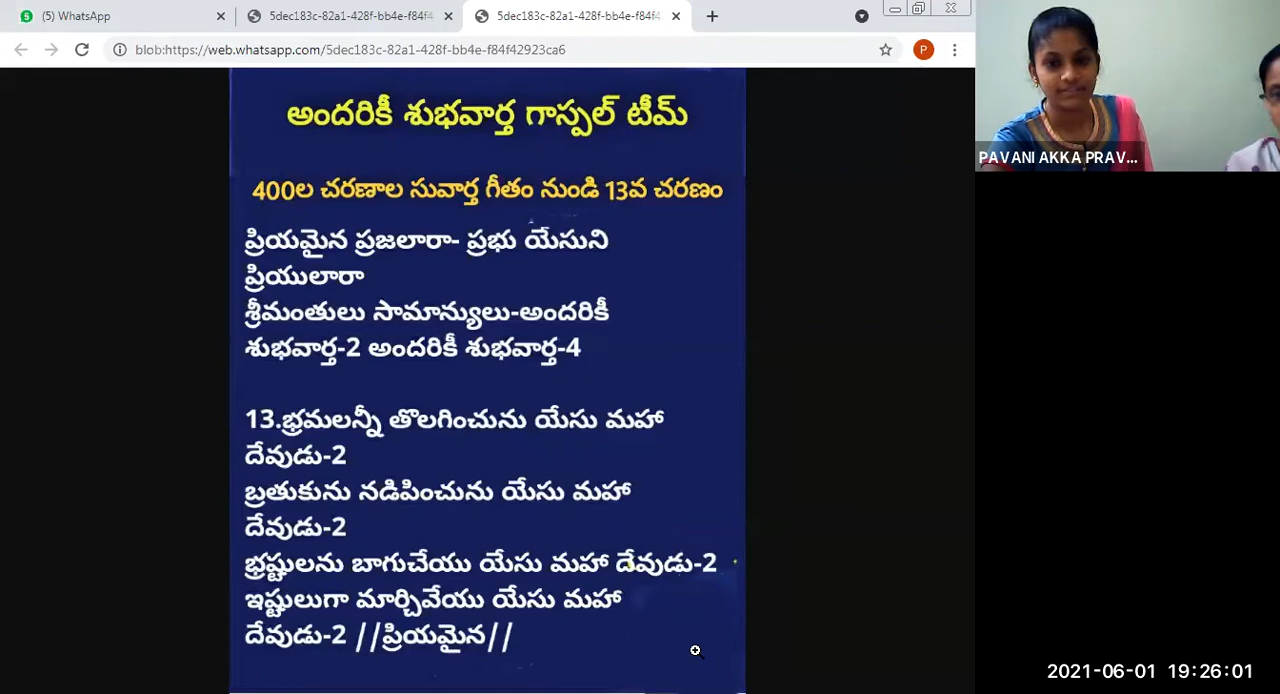 (5) WhatsApp
5dec183c-82a1-428f-bb4e-f84f4
5dec183c-82a1-428f-bb4e-f84f4
blob:https://web.whatsapp.com/5dec183c-82a1-428f-bb4e-f84f42923ca6
P
అందరికీ శుభవార్త గాస్పల్ టీమ్
400ల చరణాల సువార్త గీతం నుండి 13వ చరణం
ప్రియమైన ప్రజలారా- ప్రభు యేసుని
ప్రియులారా
శ్రీమంతులు సామాన్యులు-అందరికీ
శుభవార్త-2 అందరికీ శుభవార్త-4
13.భ్రమలన్నీ తొలగించును యేసు మహా
దేవుడు-2
బ్రతుకును నడిపించును యేసు మహా
దేవుడు-2
భ్రష్టులను బాగుచేయు యేసు మహా దేవుడు-2
ఇష్టులుగా మార్చివేయు యేసు మహా
దేవుడు-2 //ప్రియమైన//
PAVANI AKKA PRAV...
2021-06-01 19:26:01